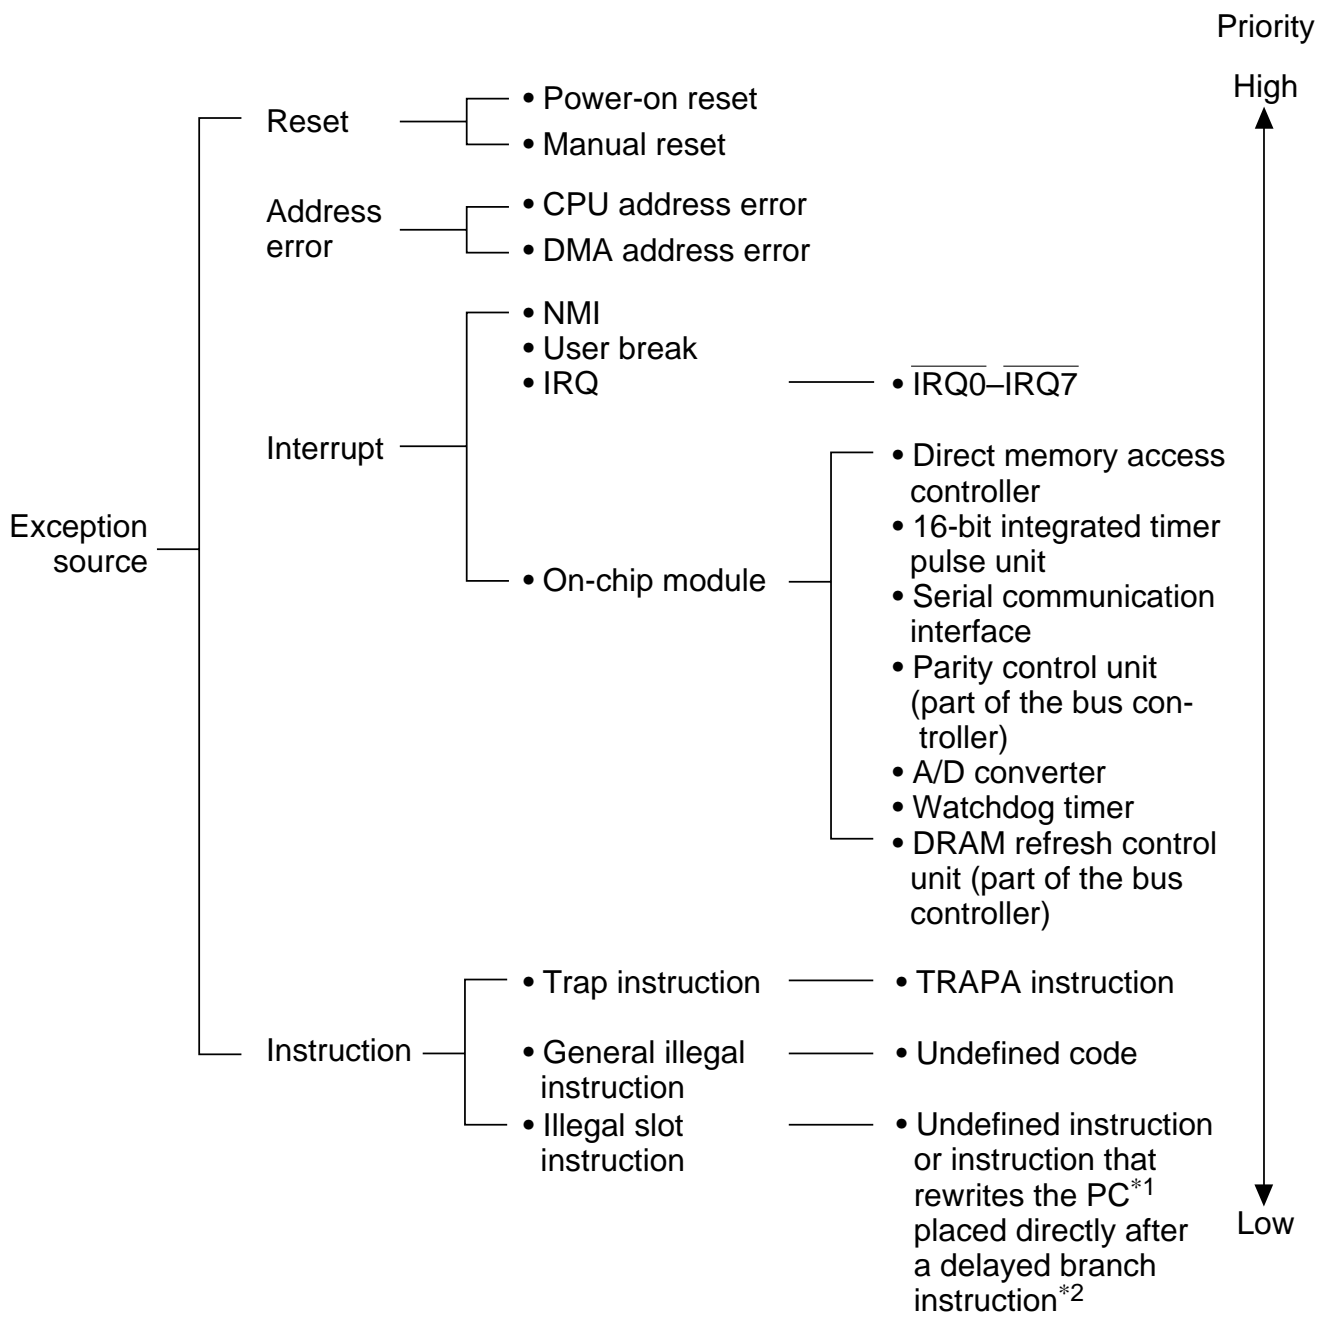 Priority
High
Reset
• Power-on reset
• Manual reset
Address
error
• CPU address error
• DMA address error
Interrupt
• NMI
• User break
• IRQ
• I̅R̅Q̅0̅–I̅R̅Q̅7̅
• On-chip module
• Direct memory access
controller
• 16-bit integrated timer
pulse unit
• Serial communication
interface
• Parity control unit
(part of the bus con-
troller)
• A/D converter
• Watchdog timer
• DRAM refresh control
unit (part of the bus
controller)
Exception
source
Instruction
• Trap instruction
• TRAPA instruction
• General illegal
instruction
• Undefined code
• Illegal slot
instruction
• Undefined instruction
or instruction that
rewrites the PC*1
placed directly after
a delayed branch
instruction*2
Low